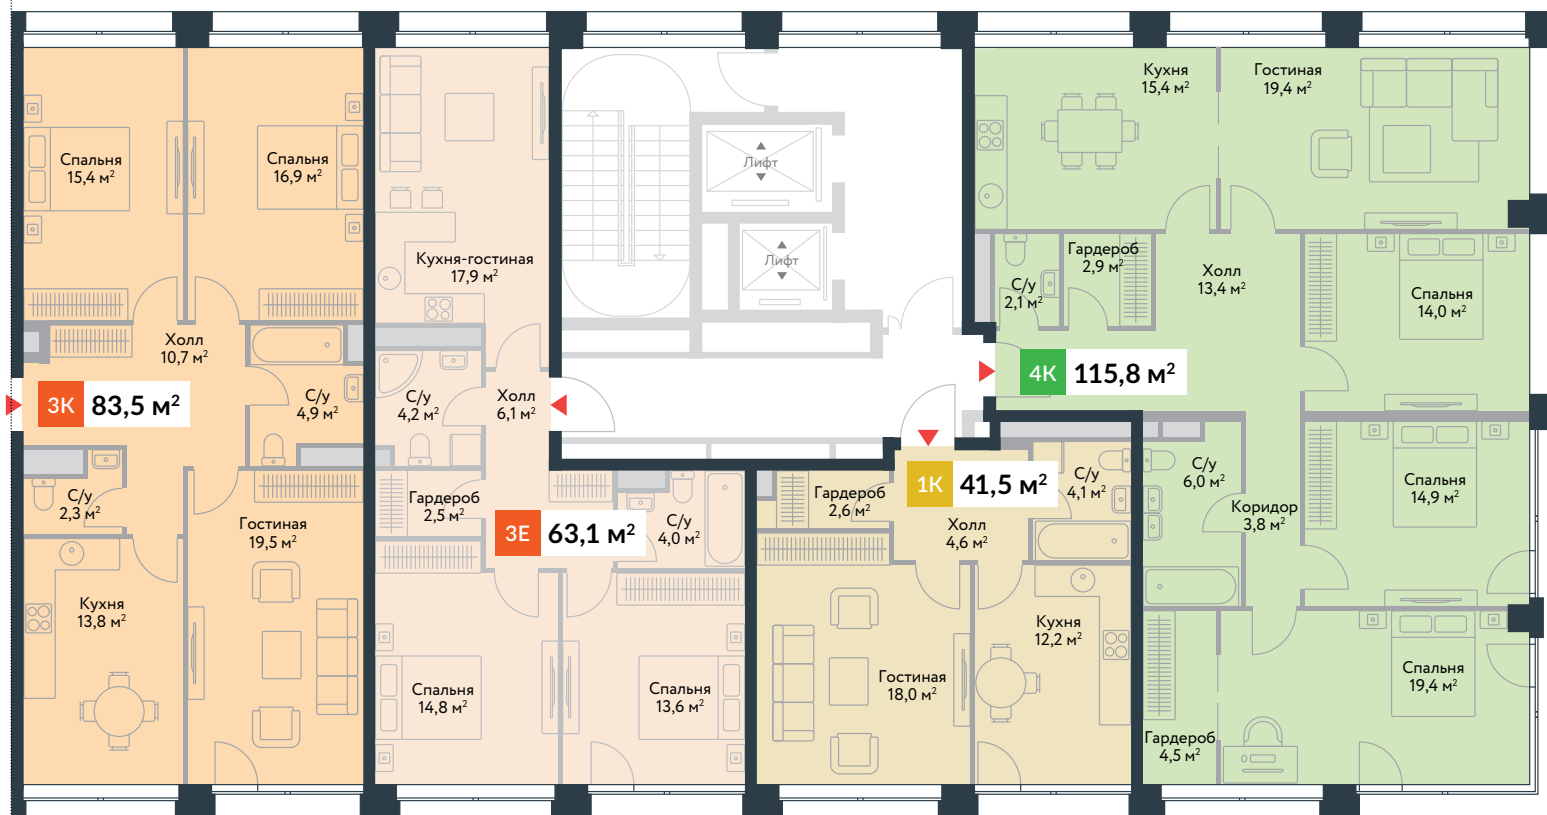 Спальня
15,4 м²
Спальня
16,9 м²
Холл
10,7 м²
3К 83,5 м²
С/у
4,9 м²
С/у
2,3 м²
Гостиная
19,5 м²
Кухня
13,8 м²
Кухня-гостиная
17,9 м²
С/у
4,2 м²
Холл
6,1 м²
Гардероб
2,5 м²
3Е 63,1 м²
С/у
4,0 м²
Спальня
14,8 м²
Спальня
13,6 м²
Лифт
Лифт
Гардероб
2,6 м²
1К 41,5 м²
С/у
4,1 м²
Холл
4,6 м²
Гостиная
18,0 м²
Кухня
12,2 м²
Кухня
15,4 м²
Гостиная
19,4 м²
С/у
2,1 м²
Гардероб
2,9 м²
Холл
13,4 м²
Спальня
14,0 м²
4К 115,8 м²
С/у
6,0 м²
Коридор
3,8 м²
Спальня
14,9 м²
Спальня
19,4 м²
Гардероб
4,5 м²